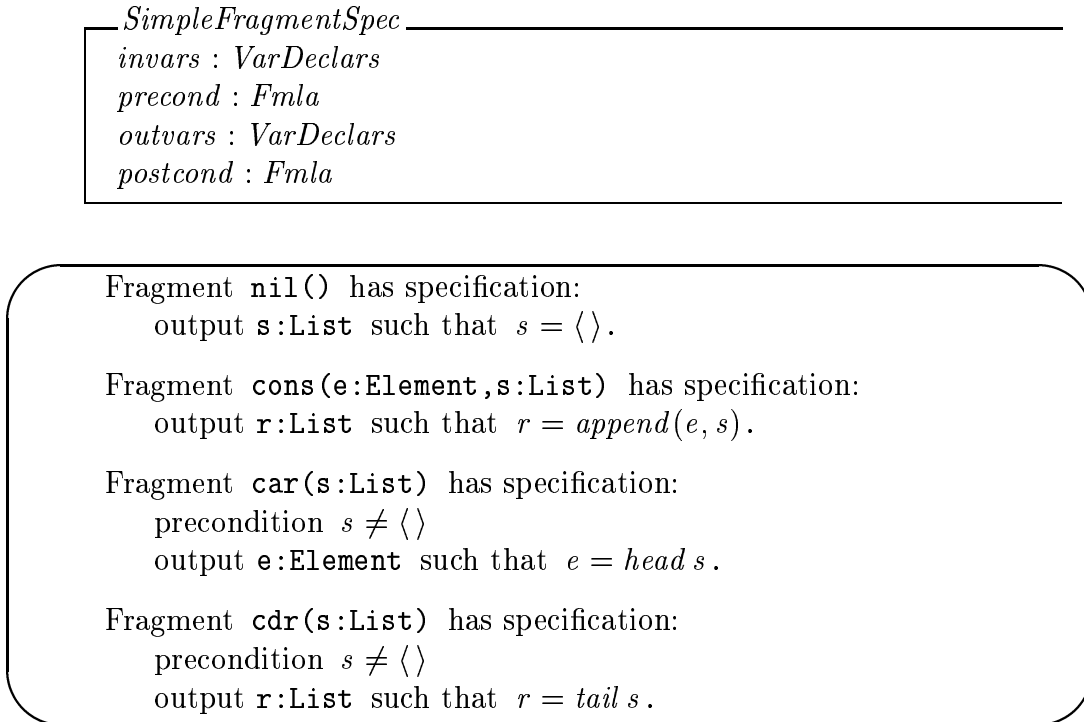 SimpleFragmentSpec
invars : VarDeclars
precond : Fmla
outvars : VarDeclars
postcond : Fmla
Fragment nil() has specification:
output s:List such that s = ⟨ ⟩.
Fragment cons(e:Element,s:List) has specification:
output r:List such that r = append(e, s).
Fragment car(s:List) has specification:
precondition s ≠ ⟨ ⟩
output e:Element such that e = head s.
Fragment cdr(s:List) has specification:
precondition s ≠ ⟨ ⟩
output r:List such that r = tail s.